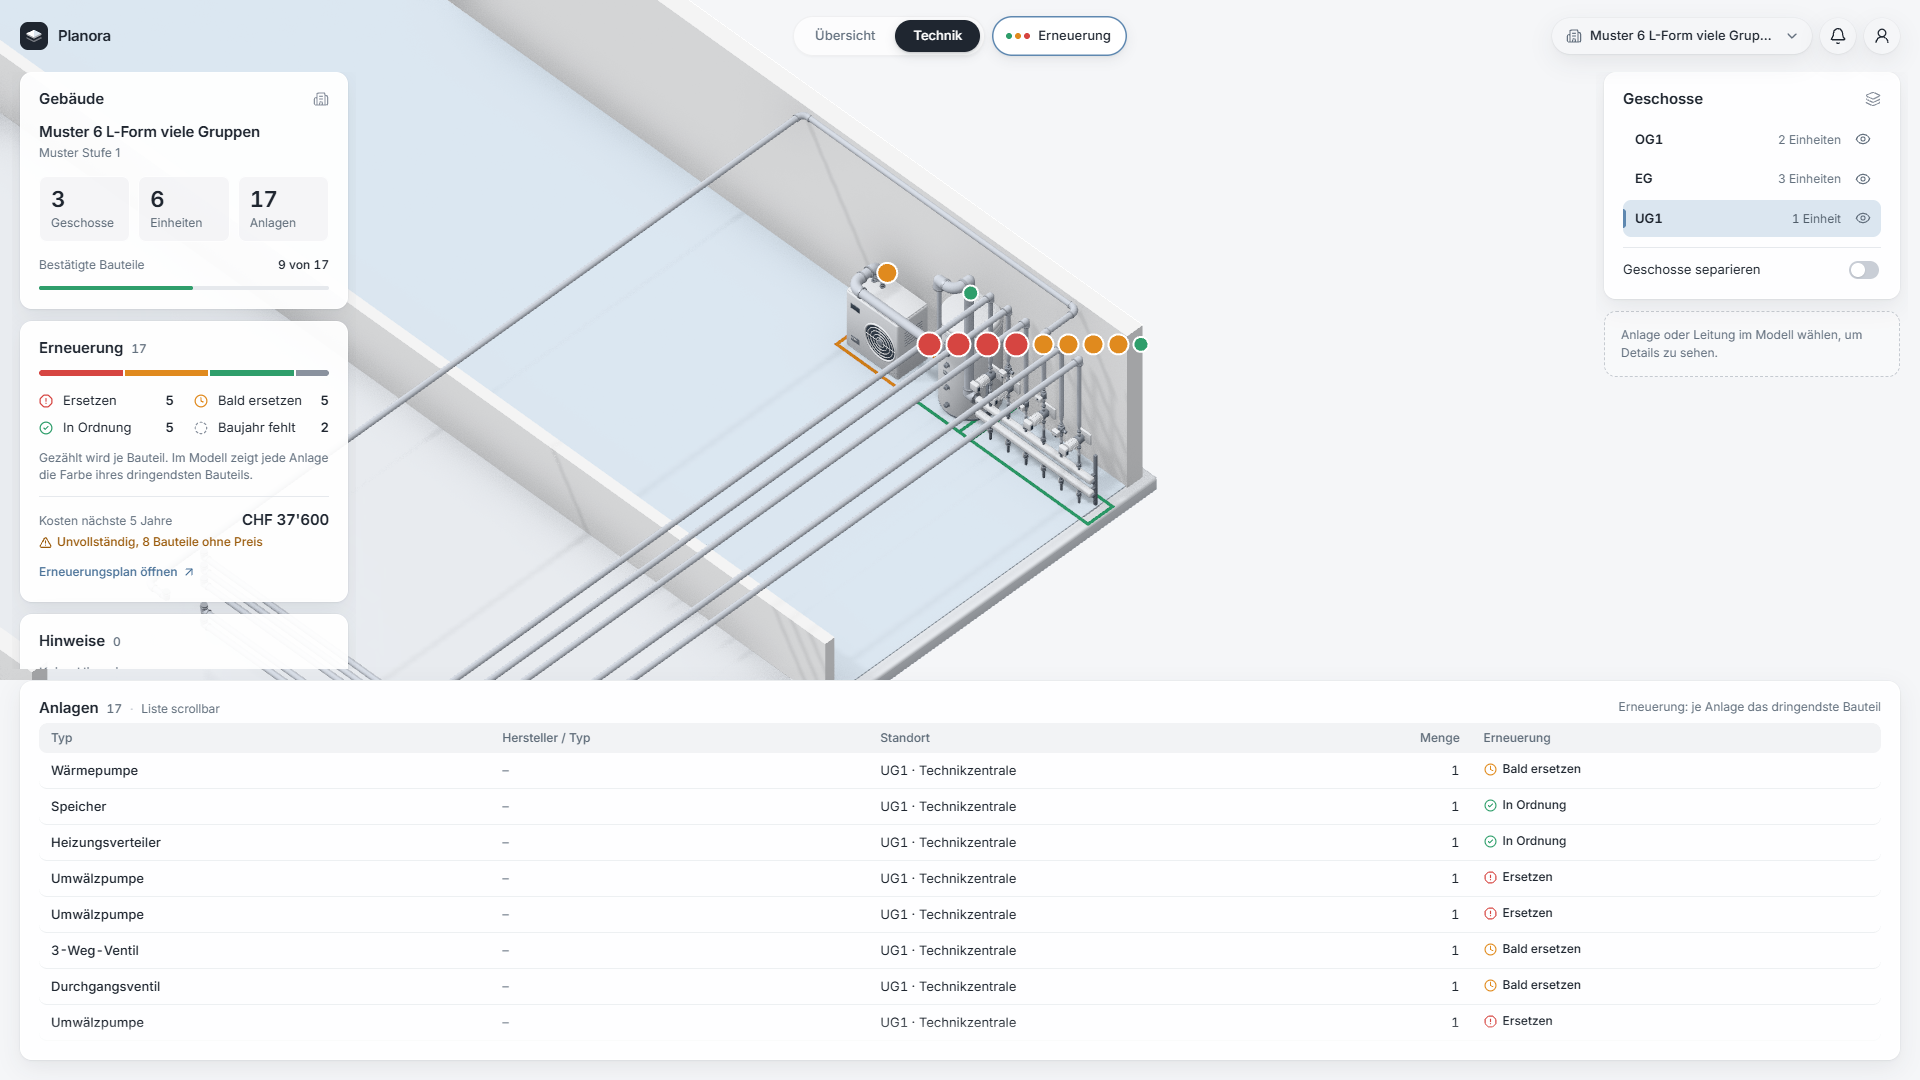 Planora
Übersicht
Technik
Erneuerung
Muster 6 L-Form viele Grup...
Gebäude
Muster 6 L-Form viele Gruppen
Muster Stufe 1
3 6 17
Geschosse Einheiten Anlagen
Bestätigte Bauteile 9 von 17
Erneuerung 17
Ersetzen 5 Bald ersetzen 5
In Ordnung 5 Baujahr fehlt 2
Gezählt wird je Bauteil. Im Modell zeigt jede Anlage
die Farbe ihres dringendsten Bauteils.
Kosten nächste 5 Jahre CHF 37'600
Unvollständig, 8 Bauteile ohne Preis
Erneuerungsplan öffnen
Hinweise 0
Geschosse
OG1 2 Einheiten
EG 3 Einheiten
UG1 1 Einheit
Geschosse separieren
Anlage oder Leitung im Modell wählen, um
Details zu sehen.
Anlagen 17 · Liste scrollbar Erneuerung: je Anlage das dringendste Bauteil
Typ Hersteller / Typ Standort Menge Erneuerung
Wärmepumpe – UG1 · Technikzentrale 1 Bald ersetzen
Speicher – UG1 · Technikzentrale 1 In Ordnung
Heizungsverteiler – UG1 · Technikzentrale 1 In Ordnung
Umwälzpumpe – UG1 · Technikzentrale 1 Ersetzen
Umwälzpumpe – UG1 · Technikzentrale 1 Ersetzen
3-Weg-Ventil – UG1 · Technikzentrale 1 Bald ersetzen
Durchgangsventil – UG1 · Technikzentrale 1 Bald ersetzen
Umwälzpumpe – UG1 · Technikzentrale 1 Ersetzen